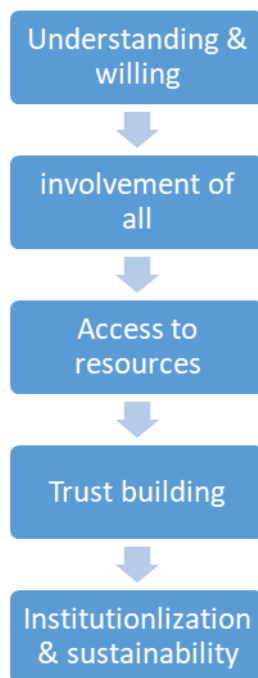 Understanding &
willing
involvement of
all
Access to
resources
Trust building
Institutionlization
& sustainability